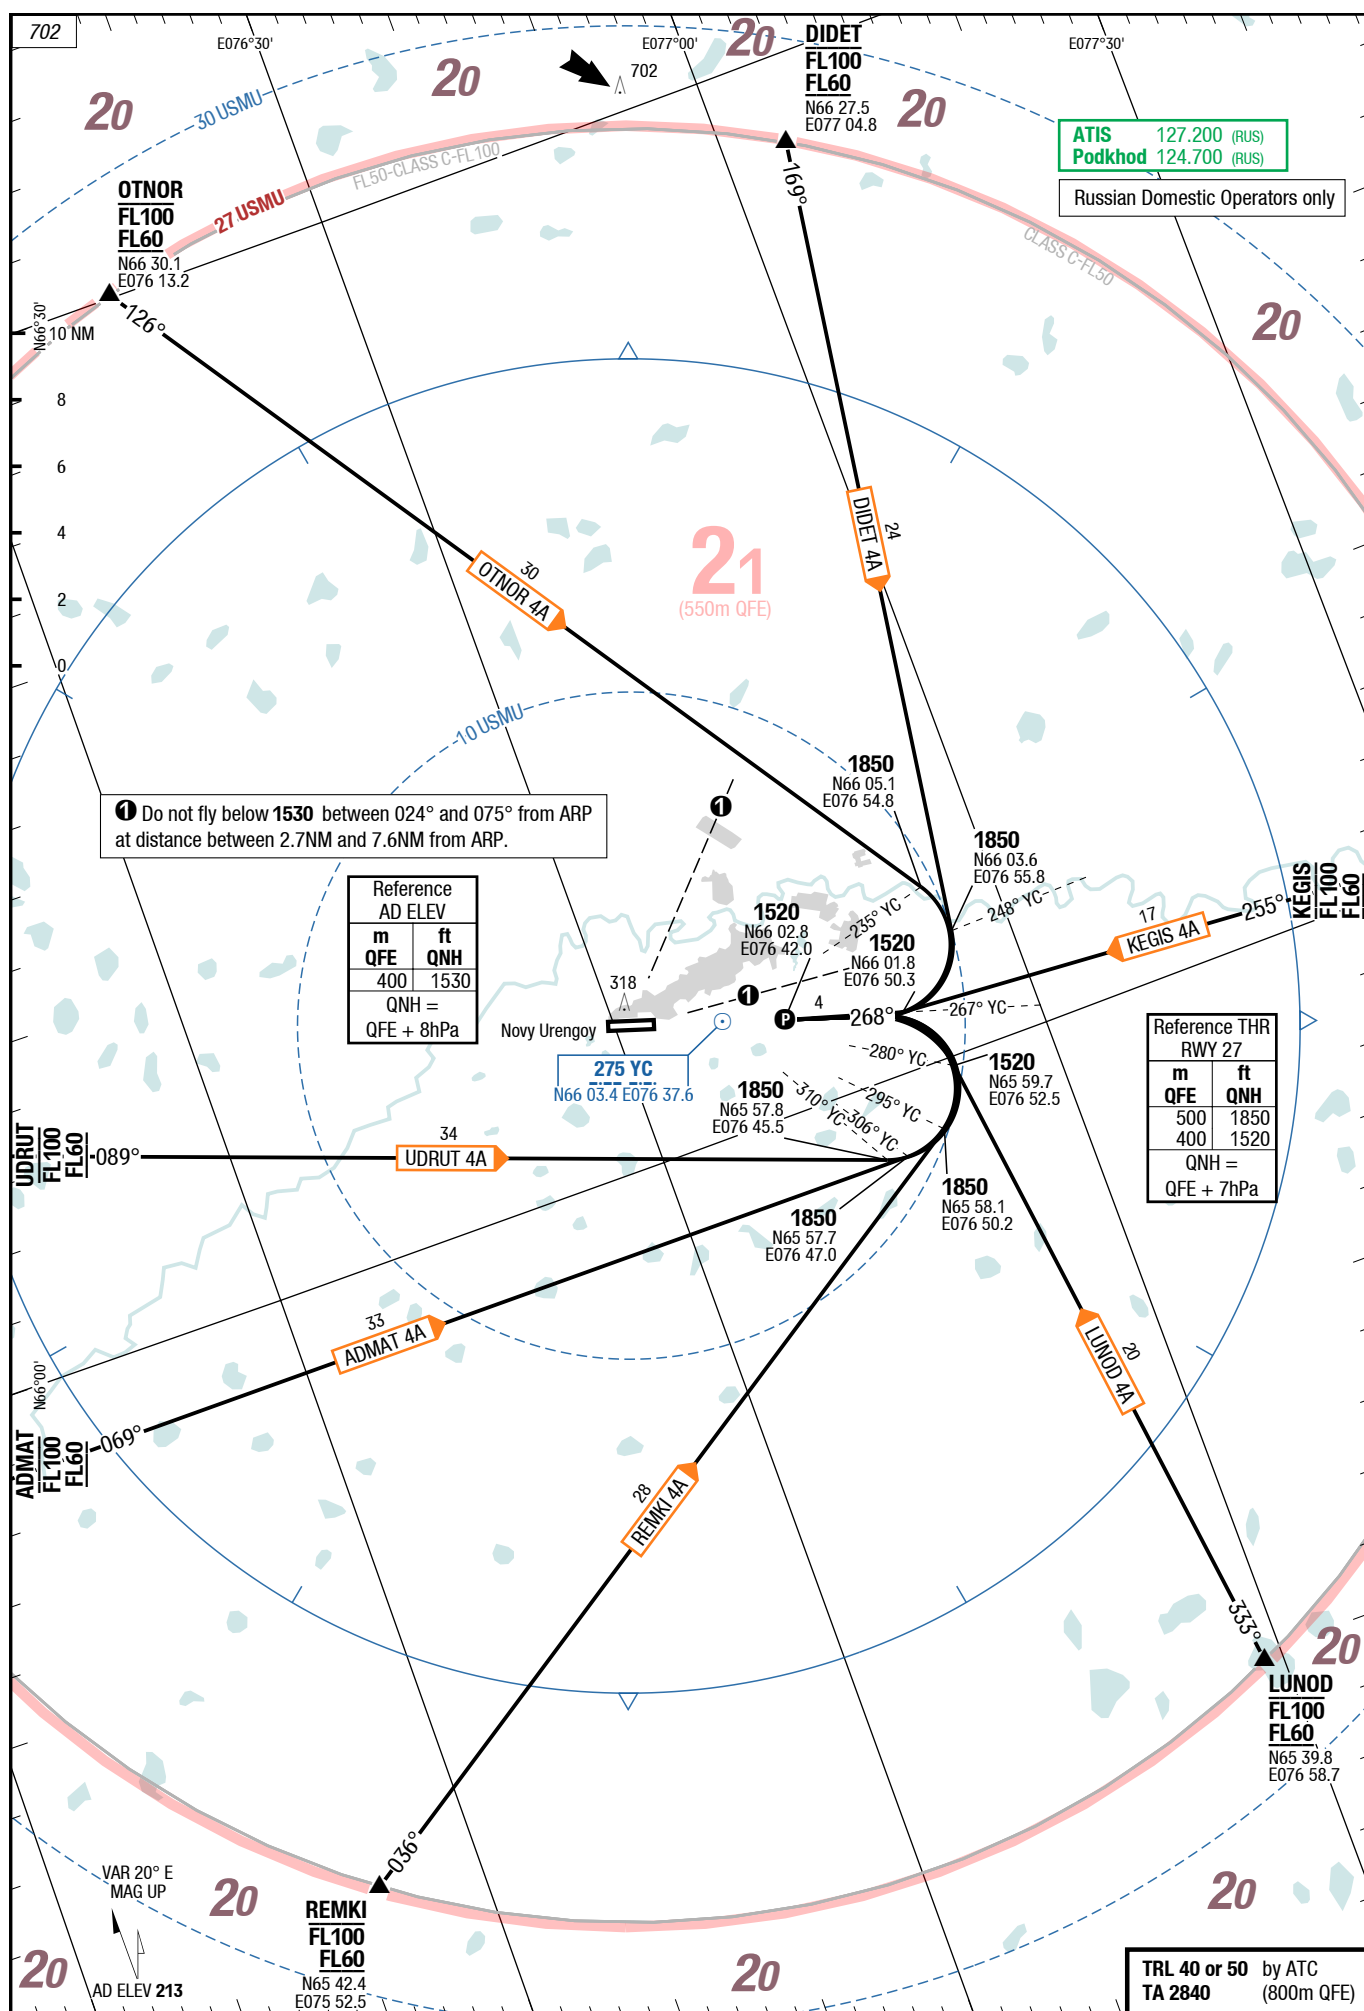 702
E076°30'
E077°00'
E077°30'
20
20
20
20
20
30 USMU
702
DIDET
FL100
FL60
N66 27.5
E077 04.8
ATIS 127.200 (RUS)
Podkhod 124.700 (RUS)
Russian Domestic Operators only
FL50-CLASS C-FL100
27 USMU
CLASS C-FL50
OTNOR
FL100
FL60
N66 30.1
E076 13.2
169°
126°
N66°30'
10 NM
8
6
4
2
0
DIDET 4A
24
OTNOR 4A
30
21
(550m QFE)
10 USMU
1850
N66 05.1
E076 54.8
1 Do not fly below 1530 between 024° and 075° from ARP
at distance between 2.7NM and 7.6NM from ARP.
1
1850
N66 03.6
E076 55.8
Reference
AD ELEV
m ft
QFE QNH
400 1530
QNH =
QFE + 8hPa
1520
N66 02.8
E076 42.0
235° YC
248° YC
1520
N66 01.8
E076 50.3
17
KEGIS 4A
255°
KEGIS
FL100
FL60
318
1
Novy Urengoy
P
4
268°
267° YC
275 YC
N66 03.4 E076 37.6
280° YC
295° YC
306° YC
310° YC
1520
N65 59.7
E076 52.5
Reference THR
RWY 27
m ft
QFE QNH
500 1850
400 1520
QNH =
QFE + 7hPa
1850
N65 57.8
E076 45.5
UDRUT
FL100
FL60
089°
34
UDRUT 4A
1850
N65 58.1
E076 50.2
1850
N65 57.7
E076 47.0
33
ADMAT 4A
N66°00'
069°
ADMAT
FL100
FL60
LUNOD 4A
20
28
REMKI 4A
333°
20
LUNOD
FL100
FL60
N65 39.8
E076 58.7
036°
VAR 20° E
MAG UP
AD ELEV 213
20
20
REMKI
FL100
FL60
N65 42.4
E075 52.5
20
20
TRL 40 or 50 by ATC
TA 2840 (800m QFE)